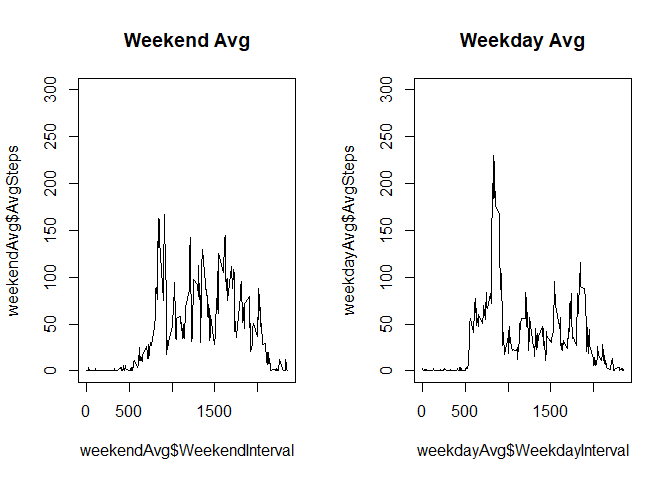 Weekend Avg
weekendAvg$AvgSteps
300
250
200
150
100
50
0
0 500 1500
weekendAvg$WeekendInterval
Weekday Avg
weekdayAvg$AvgSteps
300
250
200
150
100
50
0
0 500 1500
weekdayAvg$WeekdayInterval